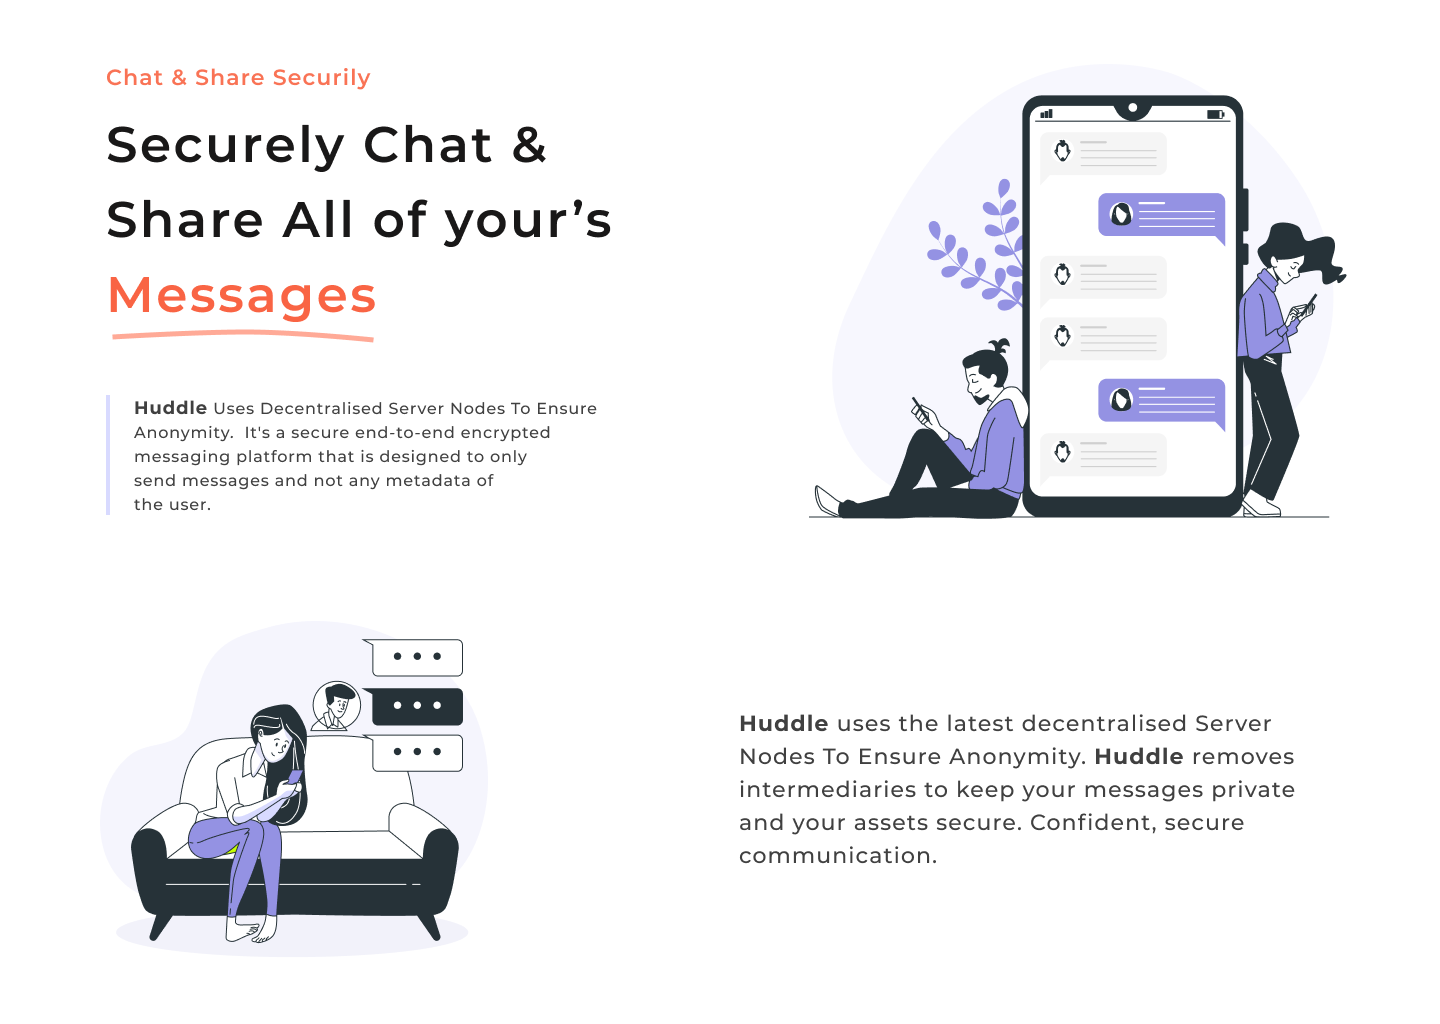 Chat & Share Securily
Securely Chat &
Share All of your’s
Messages
Huddle Uses Decentralised Server Nodes To Ensure
Anonymity.  It's a secure end-to-end encrypted
messaging platform that is designed to only
send messages and not any metadata of
the user.
Huddle uses the latest decentralised Server
Nodes To Ensure Anonymity. Huddle removes
intermediaries to keep your messages private
and your assets secure. Confident, secure
communication.